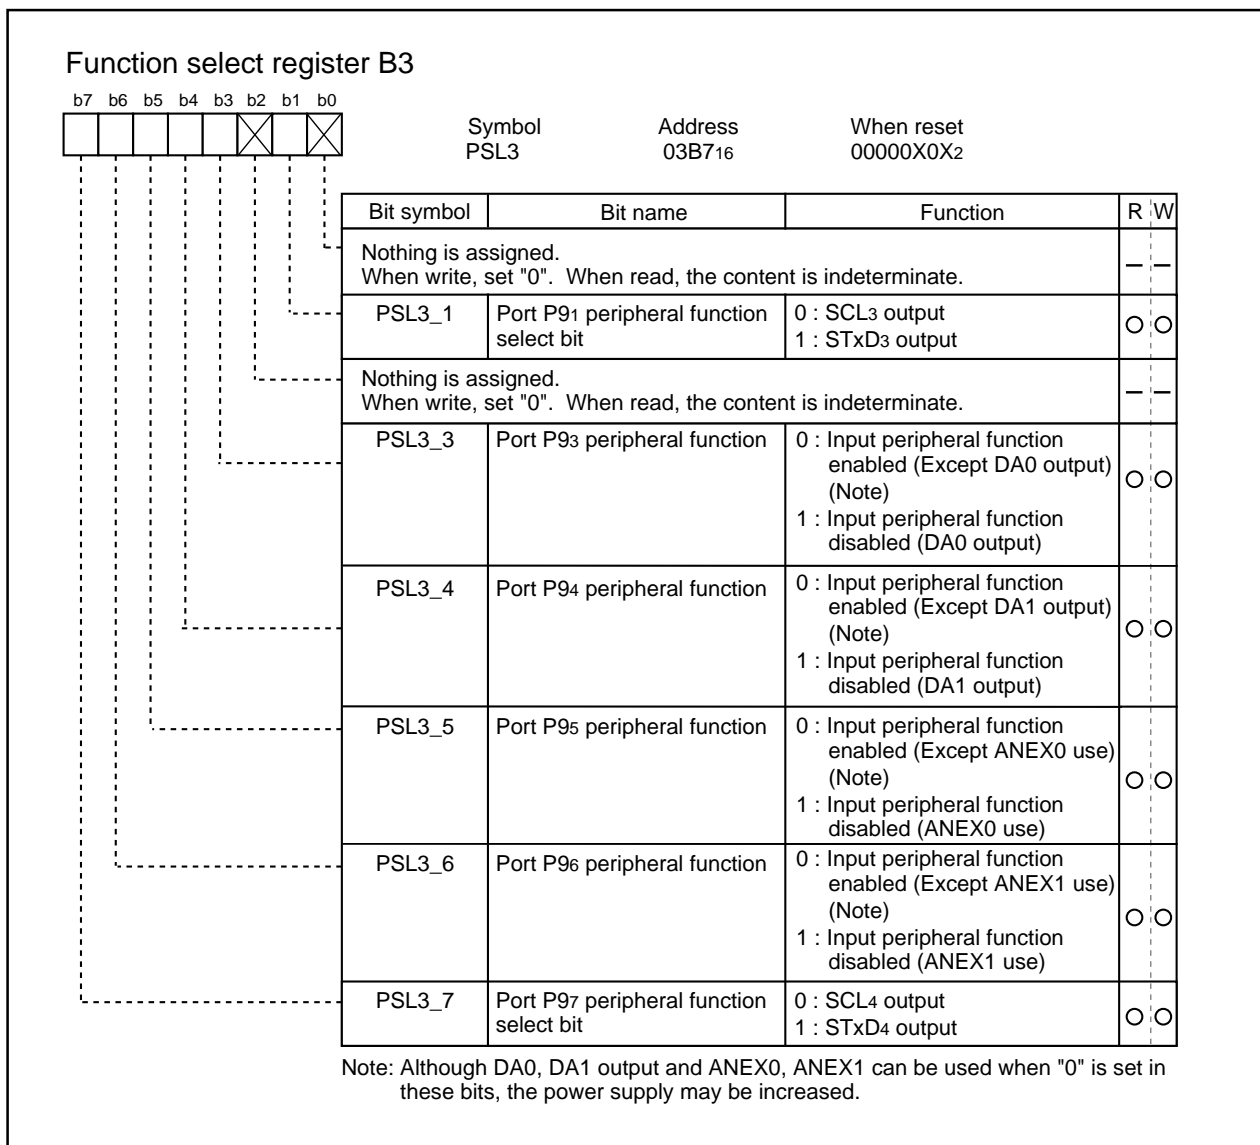 Function select register B3
b7 b6 b5 b4 b3 b2 b1 b0
Symbol Address When reset
PSL3 03B716 00000X0X2
Bit symbol Bit name Function R W
Nothing is assigned.
When write, set "0". When read, the content is indeterminate.
– –
PSL3_1 Port P91 peripheral function 0 : SCL3 output
select bit 1 : STxD3 output
Nothing is assigned.
When write, set "0". When read, the content is indeterminate.
– –
PSL3_3 Port P93 peripheral function 0 : Input peripheral function
enabled (Except DA0 output)
(Note)
1 : Input peripheral function
disabled (DA0 output)
PSL3_4 Port P94 peripheral function 0 : Input peripheral function
enabled (Except DA1 output)
(Note)
1 : Input peripheral function
disabled (DA1 output)
PSL3_5 Port P95 peripheral function 0 : Input peripheral function
enabled (Except ANEX0 use)
(Note)
1 : Input peripheral function
disabled (ANEX0 use)
PSL3_6 Port P96 peripheral function 0 : Input peripheral function
enabled (Except ANEX1 use)
(Note)
1 : Input peripheral function
disabled (ANEX1 use)
PSL3_7 Port P97 peripheral function 0 : SCL4 output
select bit 1 : STxD4 output
Note: Although DA0, DA1 output and ANEX0, ANEX1 can be used when "0" is set in
these bits, the power supply may be increased.